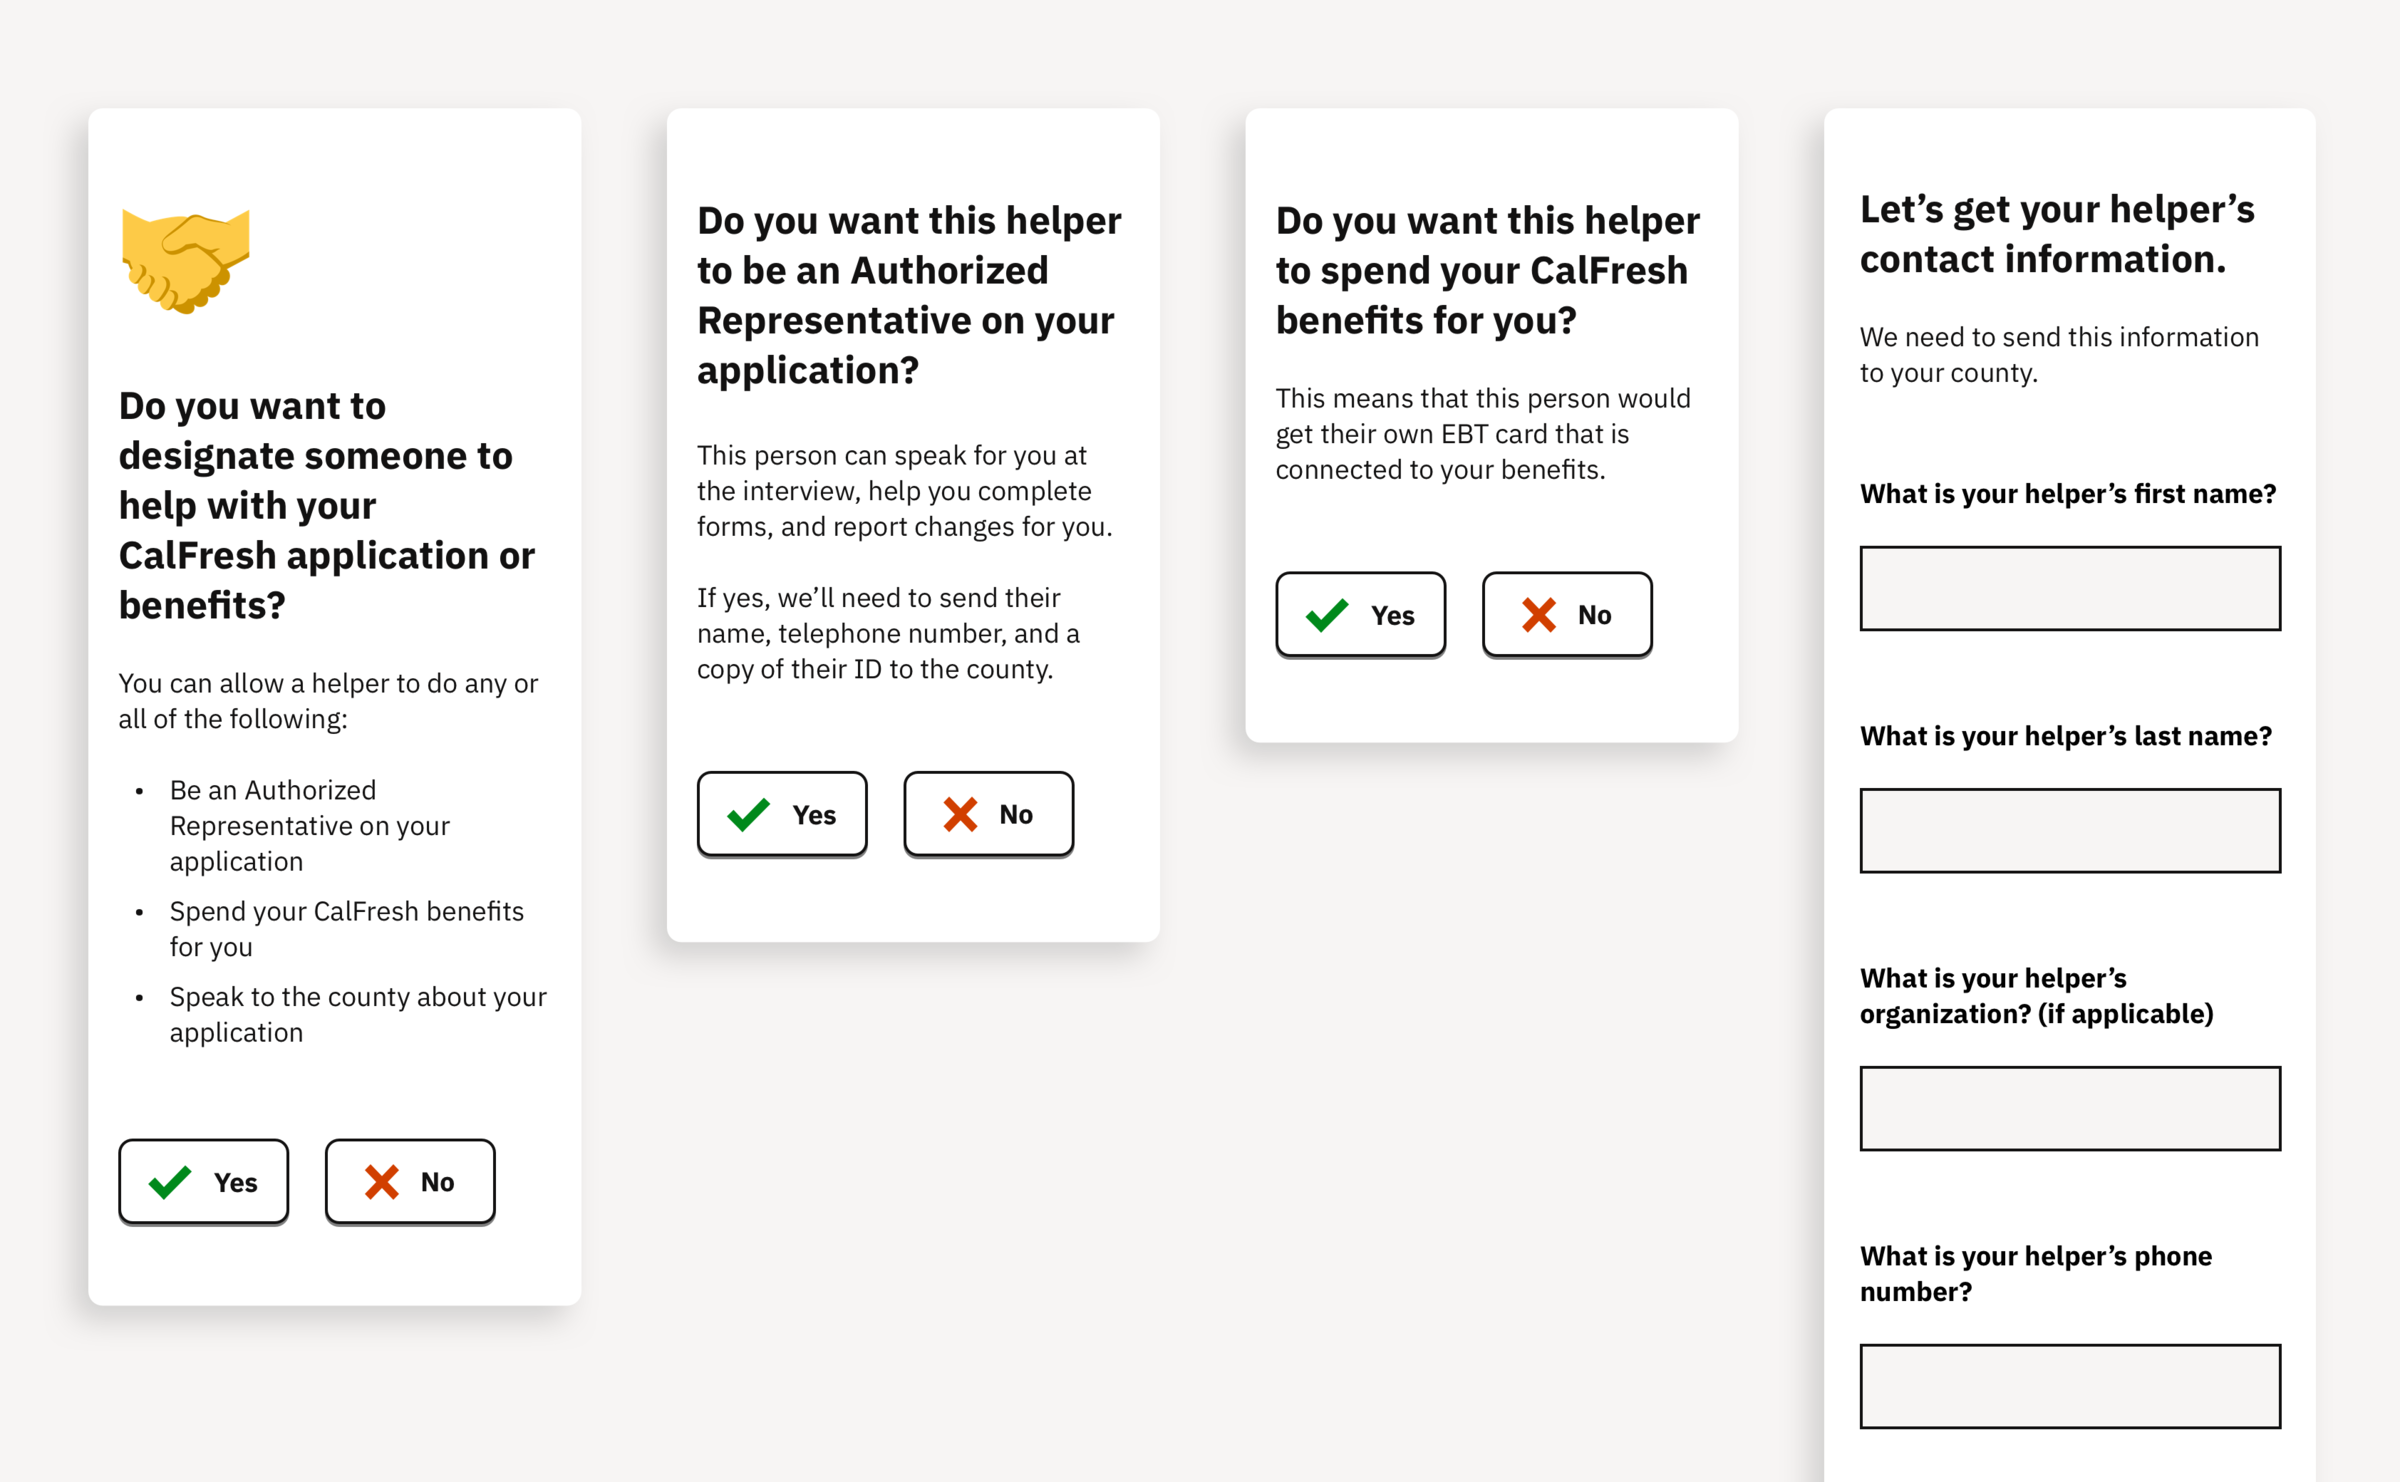 Do you want to
designate someone to
help with your
CalFresh application or
benefits?
You can allow a helper to do any or
all of the following:
• Be an Authorized
Representative on your
application
• Spend your CalFresh benefits
for you
• Speak to the county about your
application
Yes
No
Do you want this helper
to be an Authorized
Representative on your
application?
This person can speak for you at
the interview, help you complete
forms, and report changes for you.
If yes, we’ll need to send their
name, telephone number, and a
copy of their ID to the county.
Yes
No
Do you want this helper
to spend your CalFresh
benefits for you?
This means that this person would
get their own EBT card that is
connected to your benefits.
Yes
No
Let’s get your helper’s
contact information.
We need to send this information
to your county.
What is your helper’s first name?
What is your helper’s last name?
What is your helper’s
organization? (if applicable)
What is your helper’s phone
number?